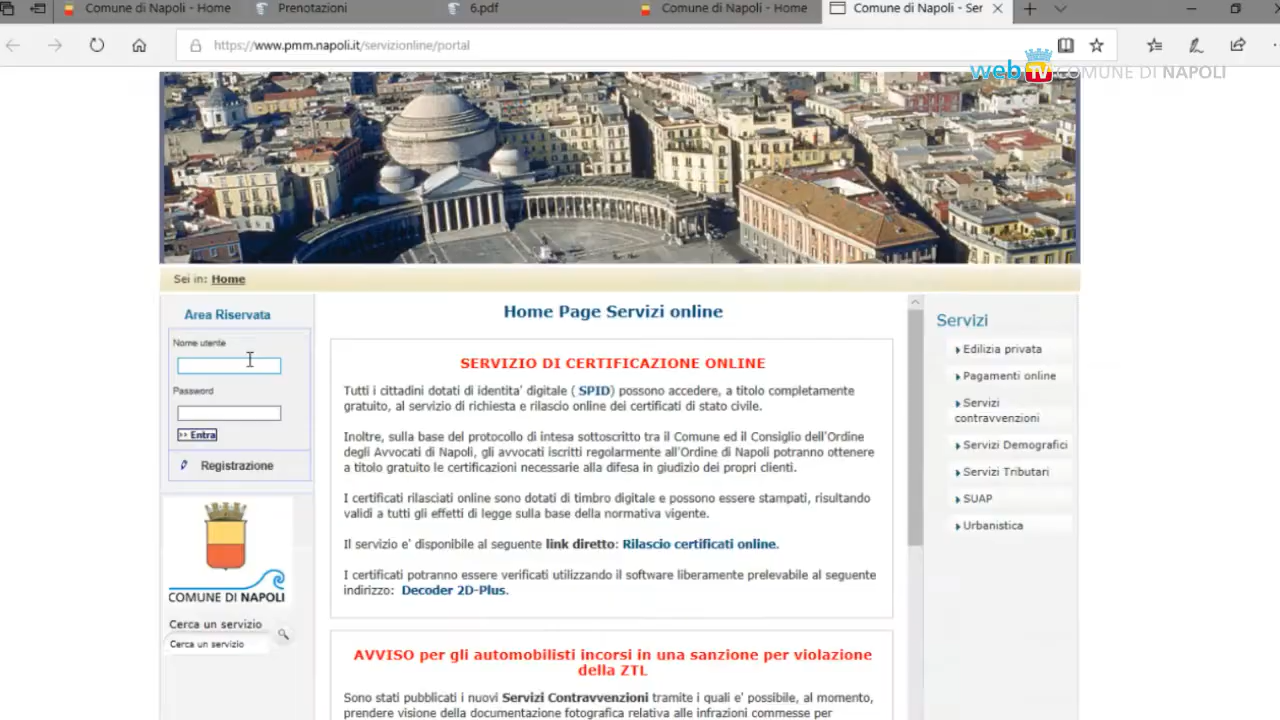 Comune di Napoli - Home
Prenotazioni
6.pdf
Comune di Napoli - Home
Comune di Napoli - Ser
https://www.pmm.napoli.it/servizionline/portal
web TV COMUNE DI NAPOLI
Sei in: Home
Area Riservata
Nome utente
Password
>> Entra
Registrazione
COMUNE DI NAPOLI
Cerca un servizio
Cerca un servizio
Home Page Servizi online
SERVIZIO DI CERTIFICAZIONE ONLINE
Tutti i cittadini dotati di identita' digitale ( SPID) possono accedere, a titolo completamente
gratuito, al servizio di richiesta e rilascio online dei certificati di stato civile.
Inoltre, sulla base del protocollo di intesa sottoscritto tra il Comune ed il Consiglio dell'Ordine
degli Avvocati di Napoli, gli avvocati iscritti regolarmente all'Ordine di Napoli potranno ottenere
a titolo gratuito le certificazioni necessarie alla difesa in giudizio dei propri clienti.
I certificati rilasciati online sono dotati di timbro digitale e possono essere stampati, risultando
validi a tutti gli effetti di legge sulla base della normativa vigente.
Il servizio e' disponibile al seguente link diretto: Rilascio certificati online.
I certificati potranno essere verificati utilizzando il software liberamente prelevabile al seguente
indirizzo: Decoder 2D-Plus.
AVVISO per gli automobilisti incorsi in una sanzione per violazione
della ZTL
Sono stati pubblicati i nuovi Servizi Contravvenzioni tramite i quali e' possibile, al momento,
prendere visione della documentazione fotografica relativa alle infrazioni commesse per
Servizi
Edilizia privata
Pagamenti online
Servizi
contravvenzioni
Servizi Demografici
Servizi Tributari
SUAP
Urbanistica